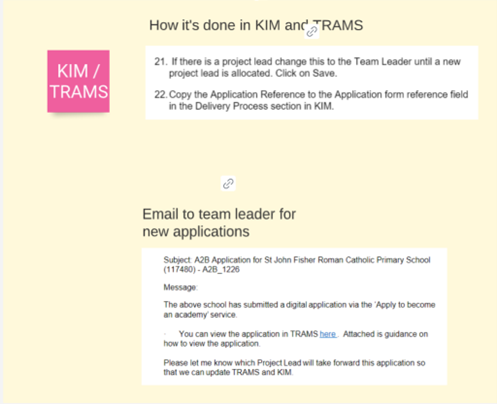 How it's done in KIM and TRAMS
KIM /
TRAMS
21. If there is a project lead change this to the Team Leader until a new
project lead is allocated. Click on Save.
22. Copy the Application Reference to the Application form reference field
in the Delivery Process section in KIM.
Email to team leader for
new applications
Subject: A2B Application for St John Fisher Roman Catholic Primary School
(117480) - A2B_1226
Message:
The above school has submitted a digital application via the 'Apply to become
an academy' service.
· You can view the application in TRAMS here . Attached is guidance on
how to view the application.
Please let me know which Project Lead will take forward this application so
that we can update TRAMS and KIM.